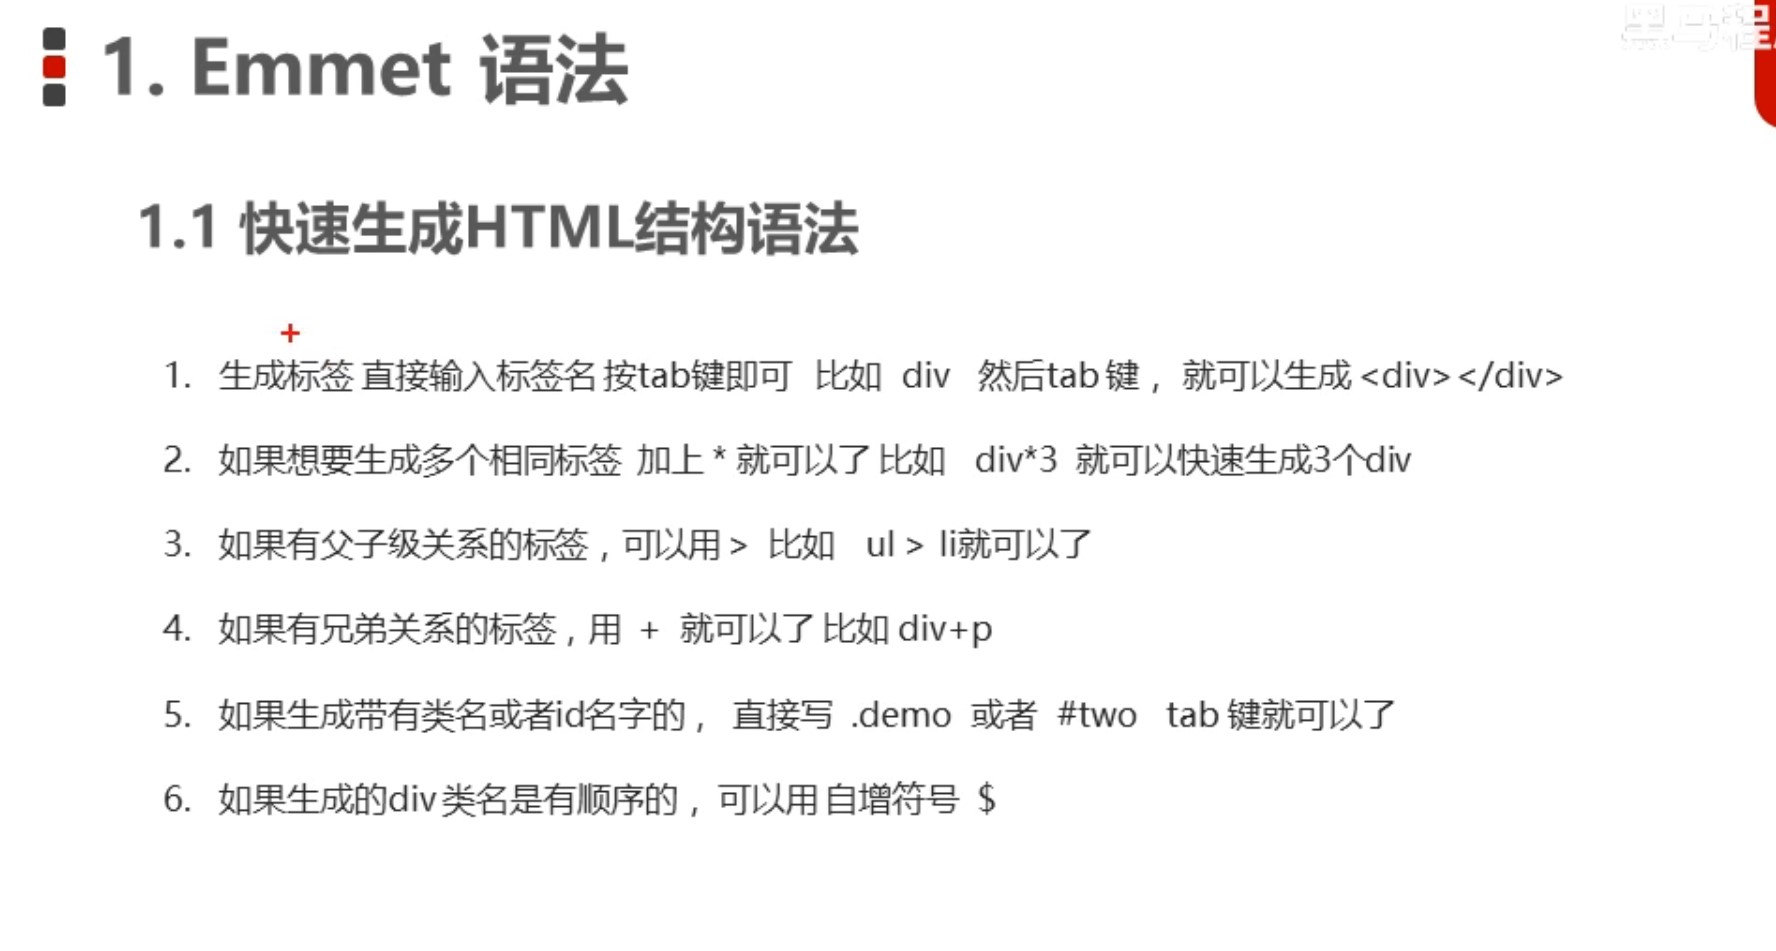 黑马程
1. Emmet 语法
1.1 快速生成HTML结构语法
1. 生成标签 直接输入标签名 按tab键即可 比如 div 然后tab 键， 就可以生成 <div></div>
2. 如果想要生成多个相同标签 加上 * 就可以了 比如 div*3 就可以快速生成3个div
3. 如果有父子级关系的标签，可以用 > 比如 ul > li就可以了
4. 如果有兄弟关系的标签，用 + 就可以了 比如 div+p
5. 如果生成带有类名或者id名字的， 直接写 .demo 或者 #two tab 键就可以了
6. 如果生成的div 类名是有顺序的， 可以用 自增符号 $